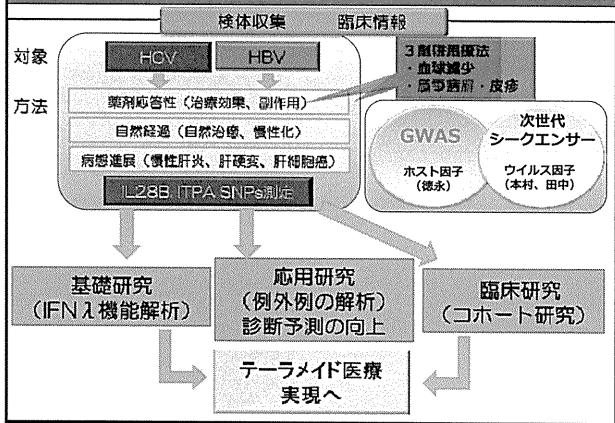 検体収集 臨床情報
対象
HCV
HBV
3剤併用療法
・血球減少
・腎障害・皮疹
方法
薬剤応答性（治療効果、副作用）
自然経過（自然治癒、慢性化）
病態進展（慢性肝炎、肝硬変、肝細胞癌）
IL28B ITPA SNPs測定
GWAS
ホスト因子
（徳永）
次世代
シークエンサー
ウイルス因子
（本村、田中）
基礎研究
（IFNλ機能解析）
応用研究
（例外例の解析）
診断予測の向上
臨床研究
（コホート研究）
テーラメイド医療
実現へ